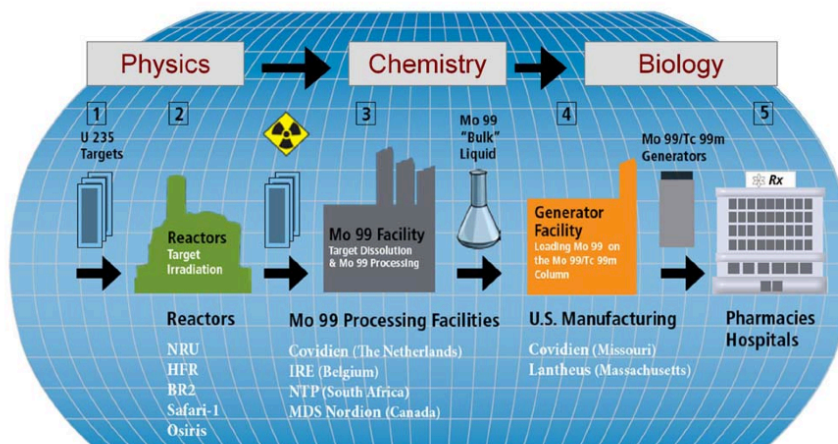 Physics
Chemistry
Biology
1
2
3
4
5
U 235
Targets
Mo 99
"Bulk"
Liquid
Mo 99/Tc 99m
Generators
Rx
Reactors
Target
Irradiation
Mo 99 Facility
Target Dissolution
& Mo 99 Processing
Generator
Facility
Loading Mo 99 on
the Mo 99/Tc 99m
Column
Reactors
NRU
HFR
BR2
Safari-1
Osiris
Mo 99 Processing Facilities
Covidien (The Netherlands)
IRE (Belgium)
NTP (South Africa)
MDS Nordion (Canada)
U.S. Manufacturing
Covidien (Missouri)
Lantheus (Massachusetts)
Pharmacies
Hospitals